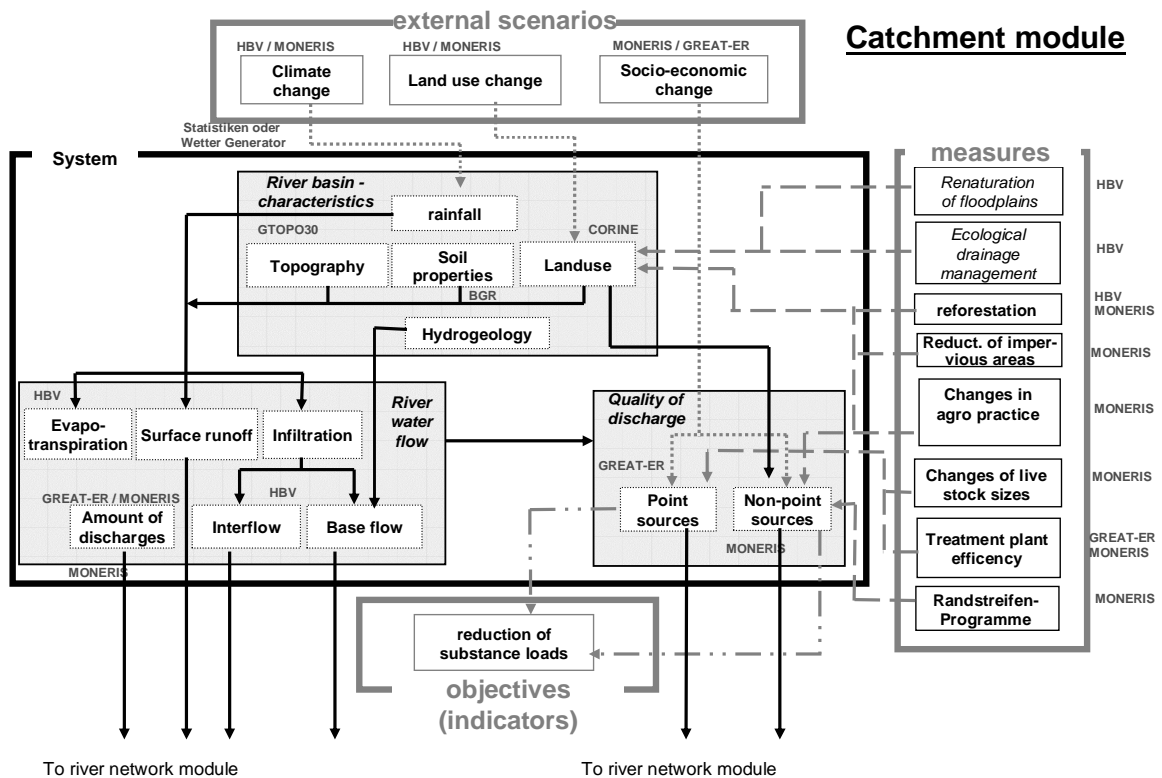 external scenarios
Catchment module
HBV / MONERIS
Climate
change
HBV / MONERIS
Land use change
MONERIS / GREAT-ER
Socio-economic
change
Statistiken oder
Wetter Generator
System
River basin -
characteristics
rainfall
GTOPO30
CORINE
Topography
Soil
properties
Landuse
BGR
Hydrogeology
HBV
River
water
flow
Evapo-
transpiration
Surface runoff
Infiltration
HBV
GREAT-ER / MONERIS
Amount of
discharges
Interflow
Base flow
MONERIS
Quality of
discharge
GREAT-ER
Point
sources
Non-point
sources
MONERIS
measures
Renaturation
of floodplains
HBV
Ecological
drainage
management
HBV
reforestation
HBV
MONERIS
Reduct. of imper-
vious areas
MONERIS
Changes in
agro practice
MONERIS
Changes of live
stock sizes
MONERIS
Treatment plant
efficency
GREAT-ER
MONERIS
Randstreifen-
Programme
MONERIS
reduction of
substance loads
objectives
(indicators)
To river network module
To river network module